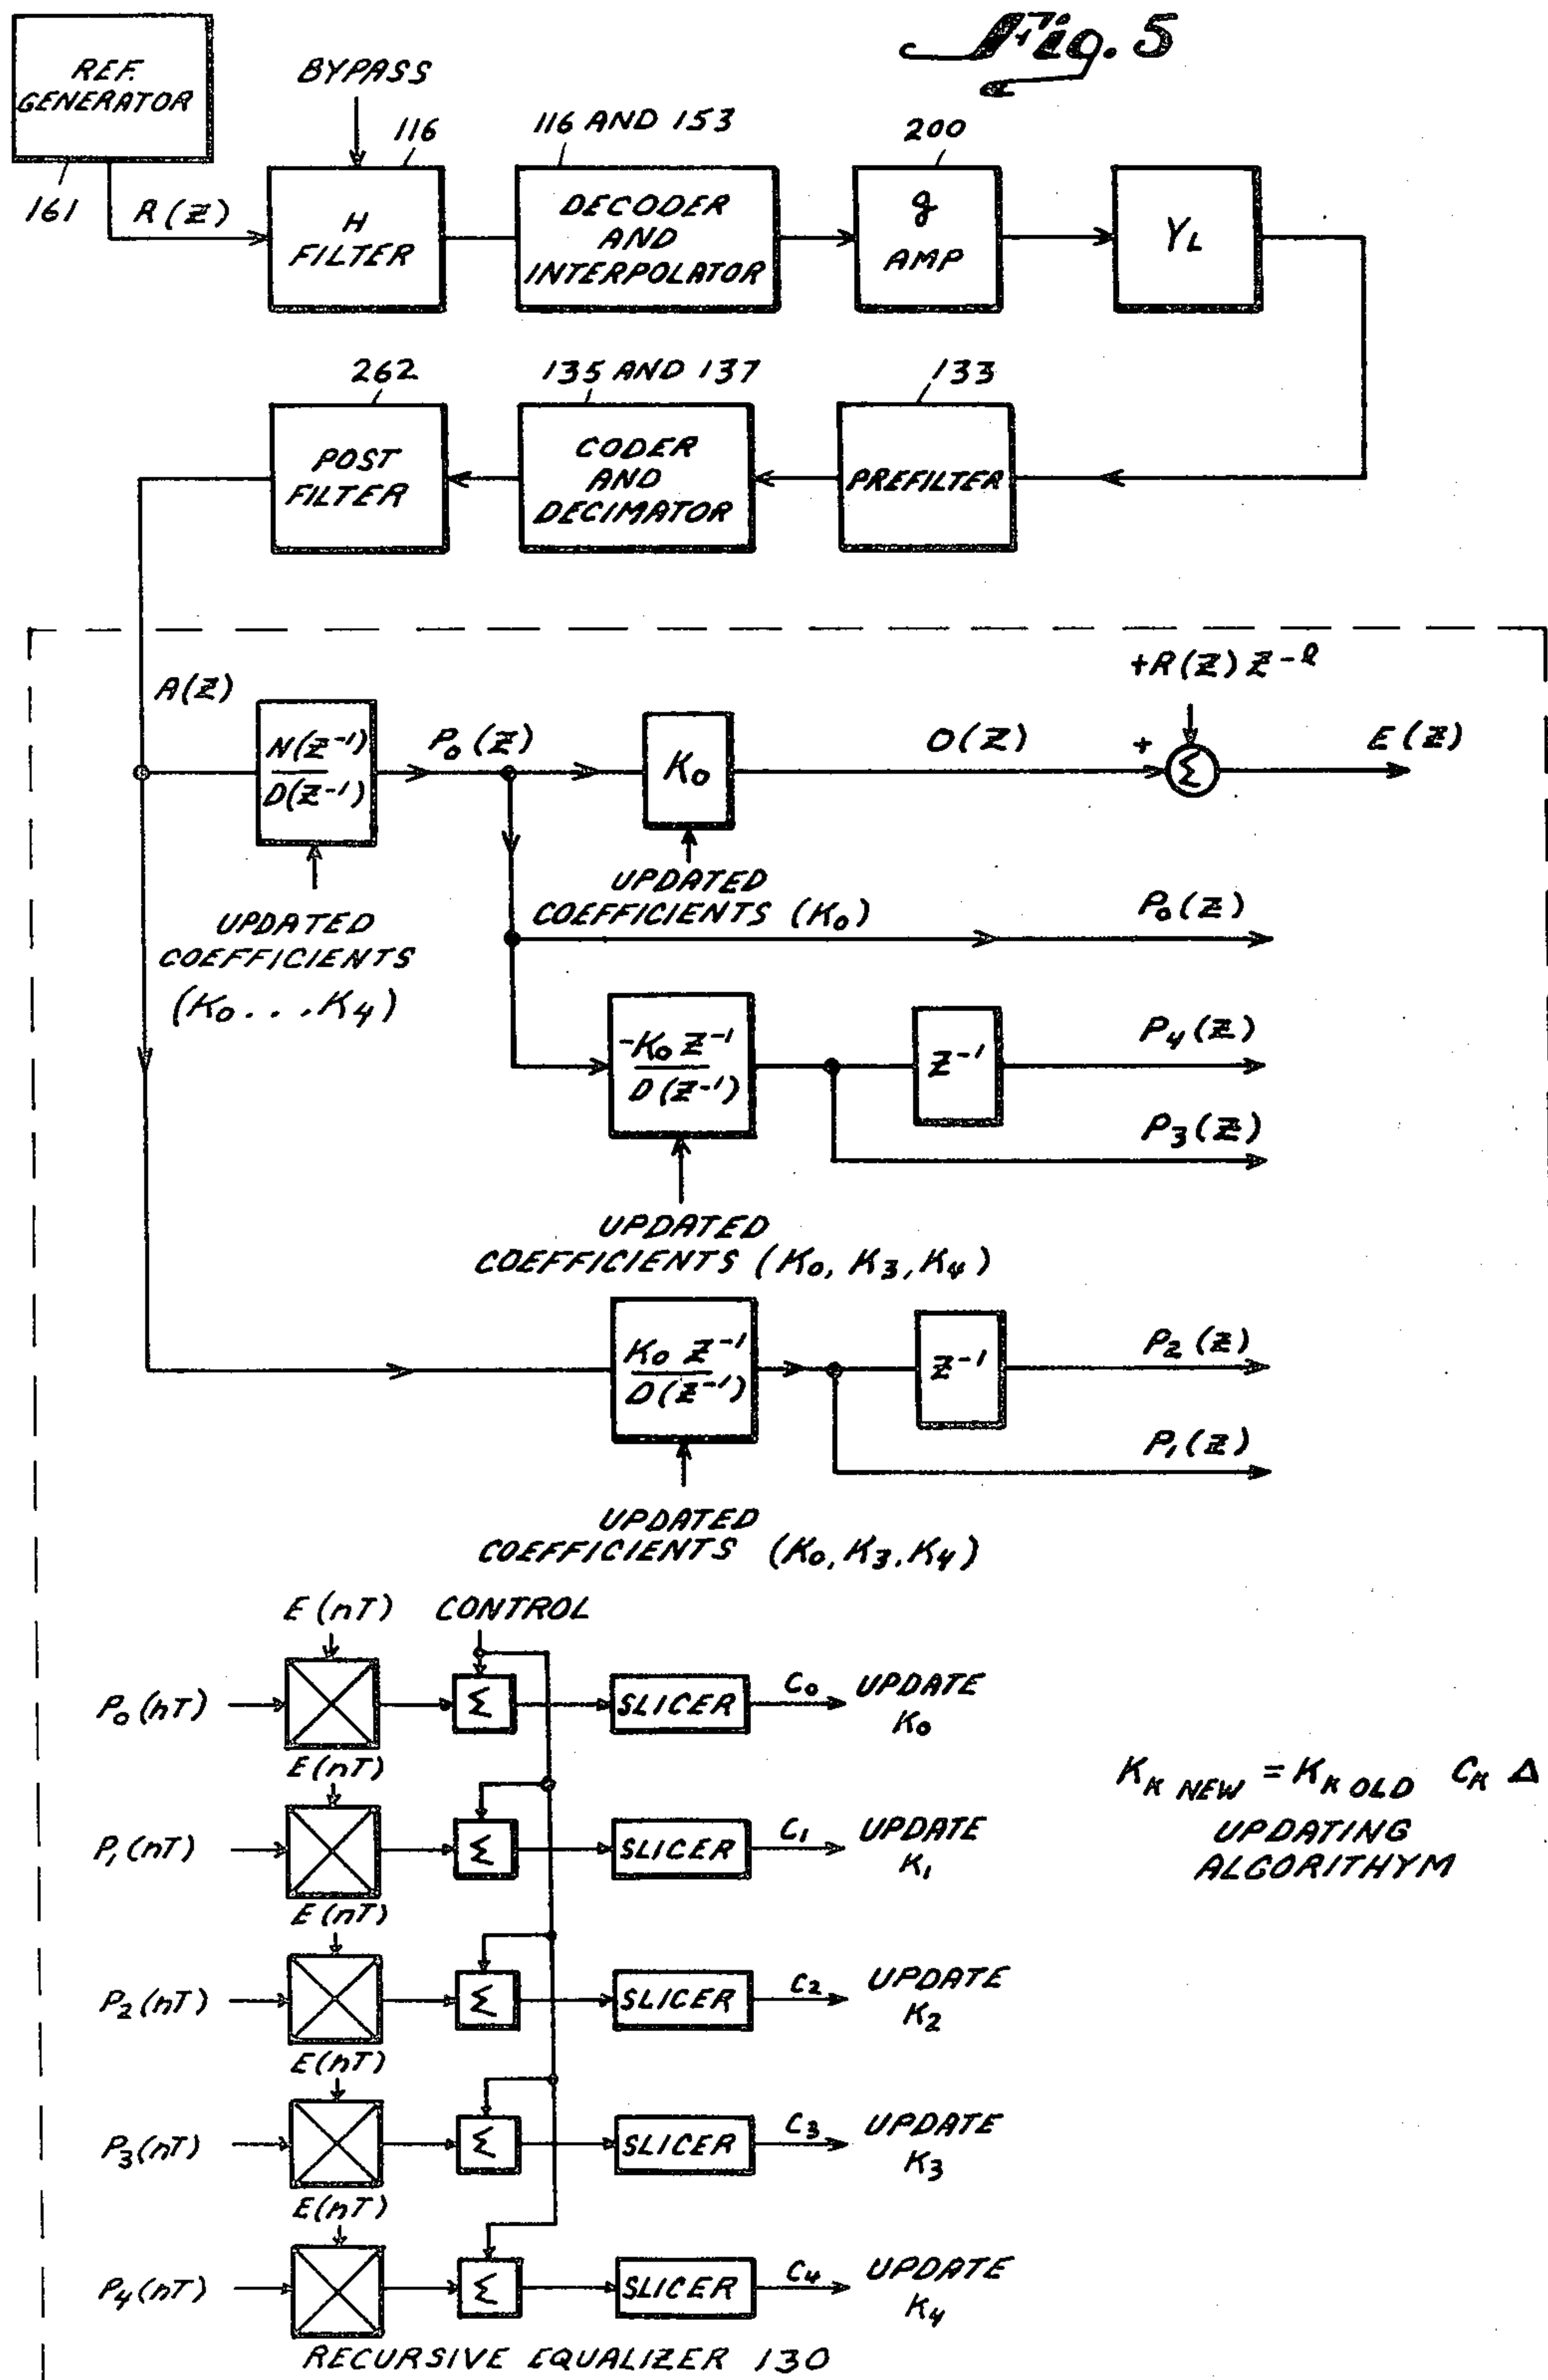 Fig. 5
REF.
GENERATOR
161
R(Z)
BYPASS
116
H
FILTER
116 AND 153
DECODER
AND
INTERPOLATOR
200
g
AMP
YL
262
POST
FILTER
135 AND 137
CODER
AND
DECIMATOR
133
PREFILTER
A(Z)
N(Z⁻¹)
D(Z⁻¹)
P₀(Z)
K₀
O(Z)
+R(Z) Z⁻ℓ
+
Σ
E(Z)
UPDATED
COEFFICIENTS
(K₀...K₄)
UPDATED
COEFFICIENTS (K₀)
P₀(Z)
-K₀ Z⁻¹
D(Z⁻¹)
Z⁻¹
P₄(Z)
P₃(Z)
UPDATED
COEFFICIENTS (K₀, K₃, K₄)
K₀ Z⁻¹
D(Z⁻¹)
Z⁻¹
P₂(Z)
P₁(Z)
UPDATED
COEFFICIENTS (K₀, K₃, K₄)
E(nT) CONTROL
P₀(nT) Σ SLICER C₀ UPDATE
K₀
E(nT)
P₁(nT) Σ SLICER C₁ UPDATE
K₁
E(nT)
P₂(nT) Σ SLICER C₂ UPDATE
K₂
E(nT)
P₃(nT) Σ SLICER C₃ UPDATE
K₃
E(nT)
P₄(nT) Σ SLICER C₄ UPDATE
K₄
K_K NEW = K_K OLD C_K Δ
UPDATING
ALGORITHYM
RECURSIVE EQUALIZER 130